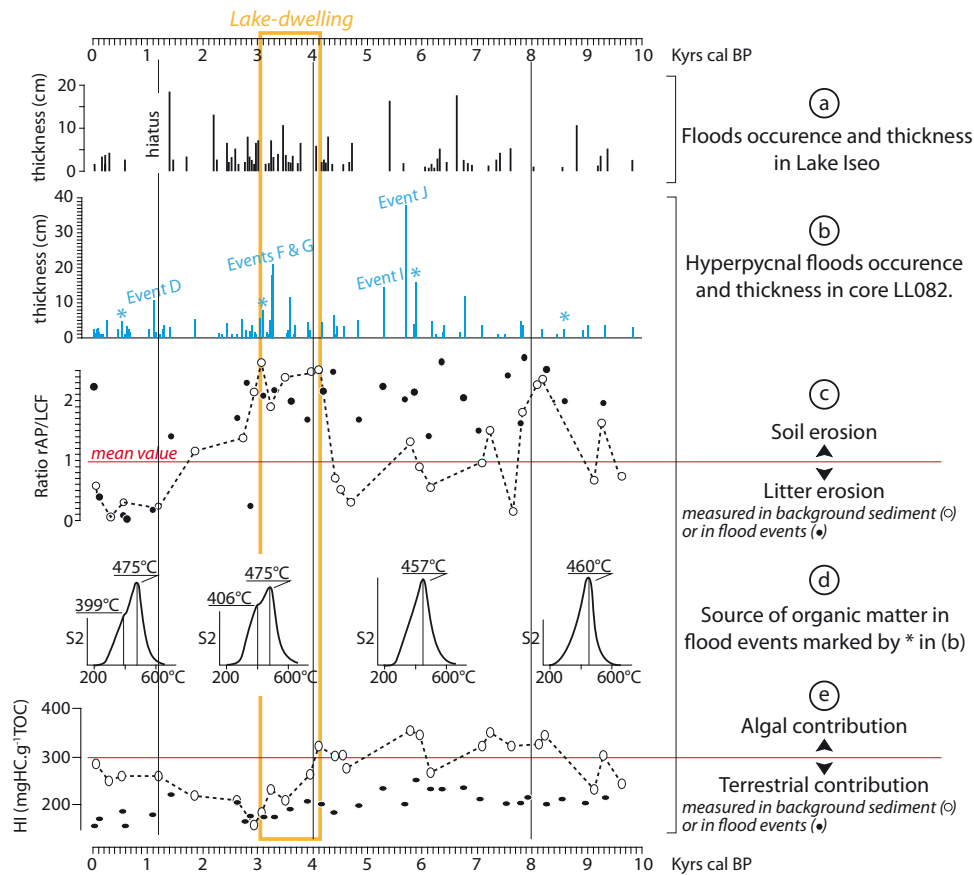 Lake-dwelling
0 1 2 3 4 5 6 7 8 9 10 Kyrs cal BP
thickness (cm)
20
10
0
hiatus
a
Floods occurence and thickness
in Lake Iseo
thickness (cm)
40
30
20
10
0
Event D
*
Events F & G
*
Event I
Event J
*
*
b
Hyperpycnal floods occurence
and thickness in core LL082.
Ratio rAP/LCF
2
1
0
mean value
c
Soil erosion
Litter erosion
measured in background sediment (○)
or in flood events (●)
475°C
399°C
S2
200 600°C
475°C
406°C
S2
200 600°C
457°C
S2
200 600°C
460°C
S2
200 600°C
d
Source of organic matter in
flood events marked by * in (b)
HI (mgHC.g-1TOC)
400
300
200
e
Algal contribution
Terrestrial contribution
measured in background sediment (○)
or in flood events (●)
0 1 2 3 4 5 6 7 8 9 10 Kyrs cal BP